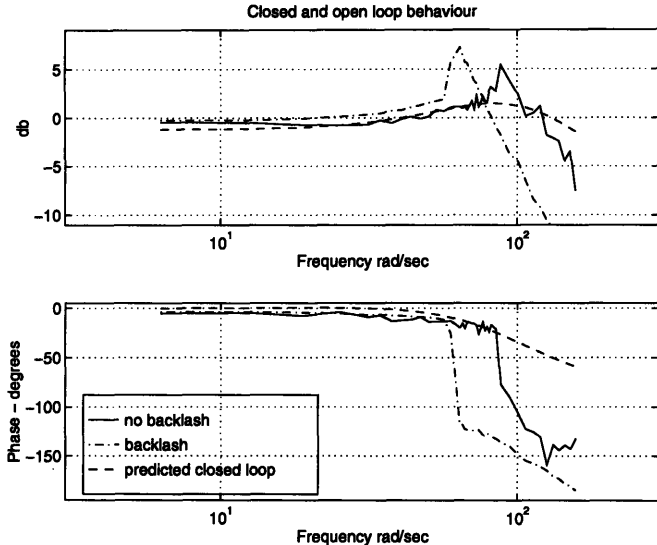 Closed and open loop behaviour
5
0
-5
-10
db
10¹
10²
Frequency rad/sec
0
-50
-100
-150
Phase - degrees
no backlash
backlash
predicted closed loop
10¹
10²
Frequency rad/sec